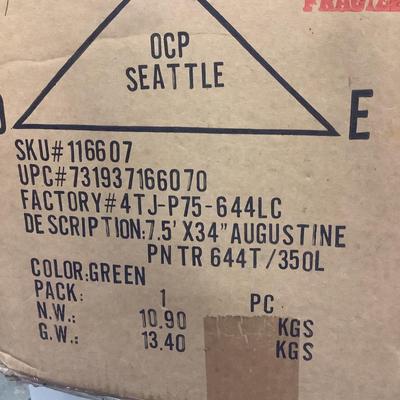 FRAGILE
OCP
SEATTLE
E
SKU#116607
UPC#731937166070
FACTORY#4TJ-P75-644LC
DESCRIPTION:7.5' X34" AUGUSTINE
PN TR 644T/350L
COLOR:GREEN
PACK: 1 PC
N.W.: 10.90 KGS
G.W.: 13.40 KGS